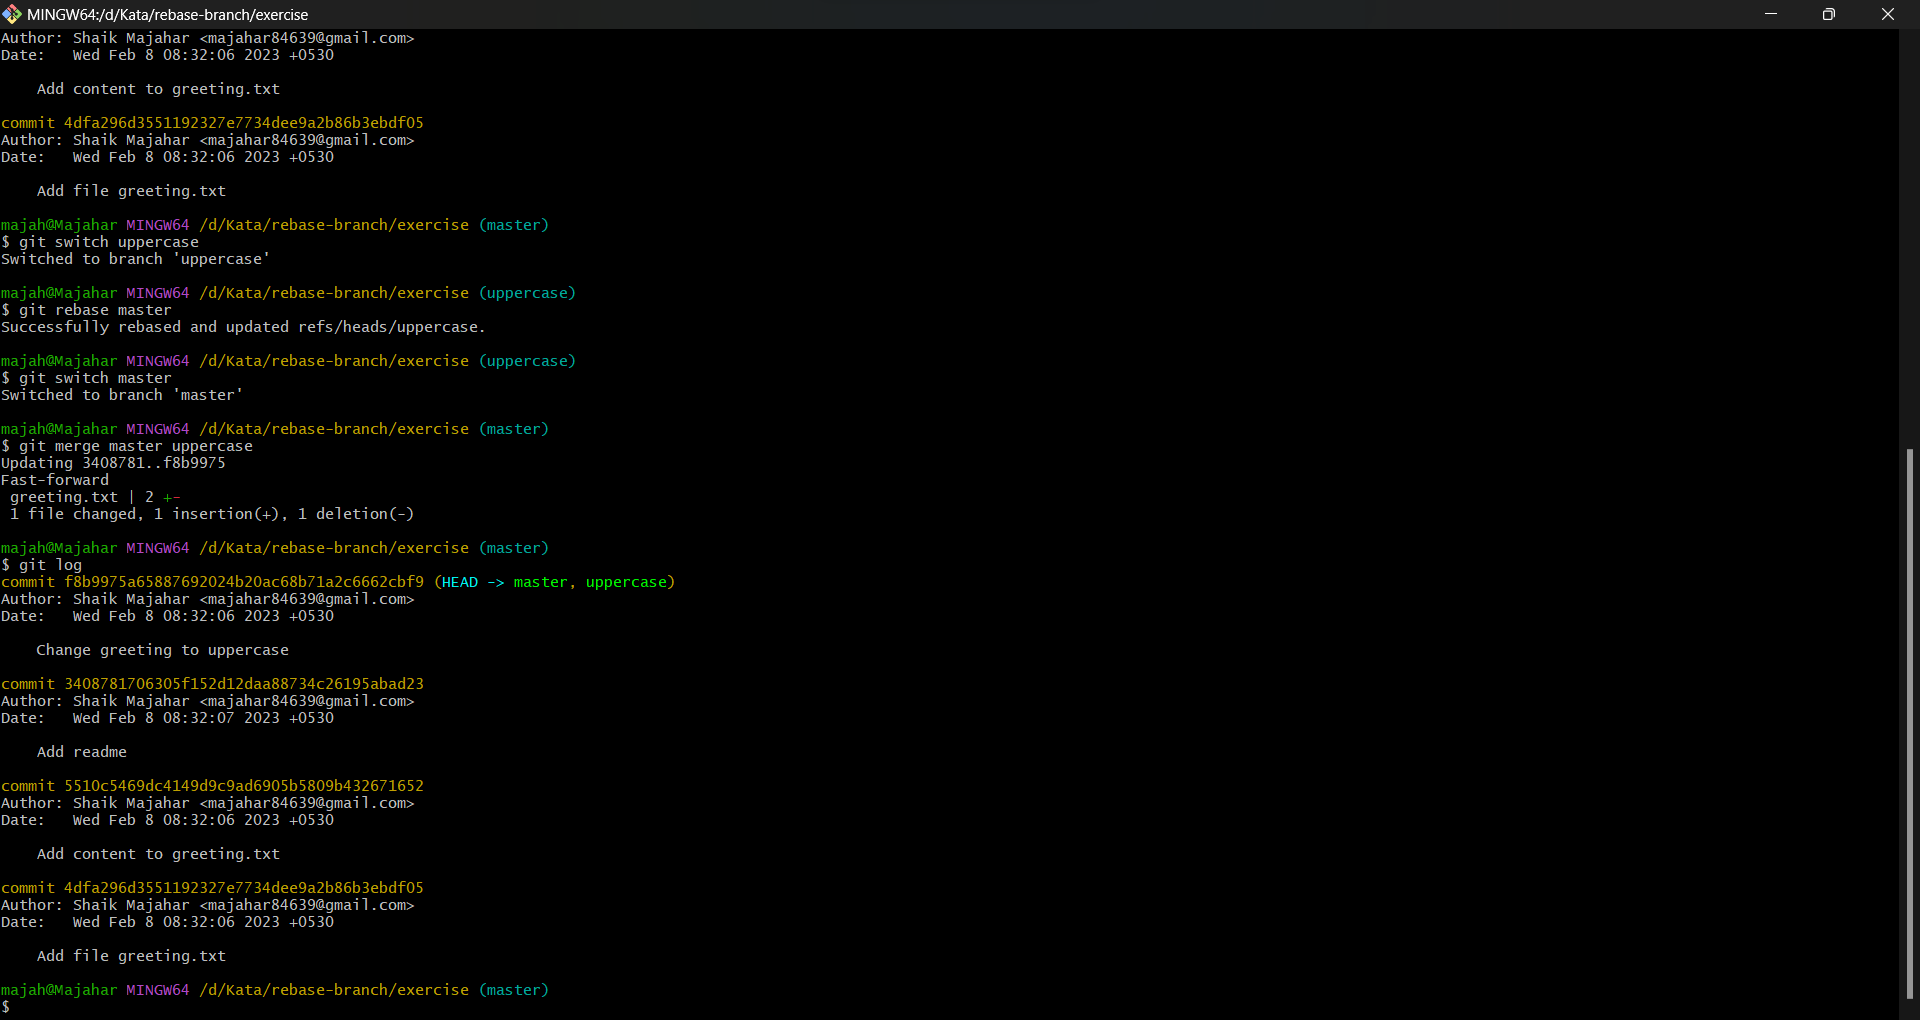 MINGW64:/d/Kata/rebase-branch/exercise
Author: Shaik Majahar <majahar84639@gmail.com>
Date:   Wed Feb 8 08:32:06 2023 +0530
    Add content to greeting.txt
commit 4dfa296d3551192327e7734dee9a2b86b3ebdf05
Author: Shaik Majahar <majahar84639@gmail.com>
Date:   Wed Feb 8 08:32:06 2023 +0530
    Add file greeting.txt
majah@Majahar MINGW64 /d/Kata/rebase-branch/exercise (master)
$ git switch uppercase
Switched to branch 'uppercase'
majah@Majahar MINGW64 /d/Kata/rebase-branch/exercise (uppercase)
$ git rebase master
Successfully rebased and updated refs/heads/uppercase.
majah@Majahar MINGW64 /d/Kata/rebase-branch/exercise (uppercase)
$ git switch master
Switched to branch 'master'
majah@Majahar MINGW64 /d/Kata/rebase-branch/exercise (master)
$ git merge master uppercase
Updating 3408781..f8b9975
Fast-forward
 greeting.txt | 2 +-
 1 file changed, 1 insertion(+), 1 deletion(-)
majah@Majahar MINGW64 /d/Kata/rebase-branch/exercise (master)
$ git log
commit f8b9975a65887692024b20ac68b71a2c6662cbf9 (HEAD -> master, uppercase)
Author: Shaik Majahar <majahar84639@gmail.com>
Date:   Wed Feb 8 08:32:06 2023 +0530
    Change greeting to uppercase
commit 3408781706305f152d12daa88734c26195abad23
Author: Shaik Majahar <majahar84639@gmail.com>
Date:   Wed Feb 8 08:32:07 2023 +0530
    Add readme
commit 5510c5469dc4149d9c9ad6905b5809b432671652
Author: Shaik Majahar <majahar84639@gmail.com>
Date:   Wed Feb 8 08:32:06 2023 +0530
    Add content to greeting.txt
commit 4dfa296d3551192327e7734dee9a2b86b3ebdf05
Author: Shaik Majahar <majahar84639@gmail.com>
Date:   Wed Feb 8 08:32:06 2023 +0530
    Add file greeting.txt
majah@Majahar MINGW64 /d/Kata/rebase-branch/exercise (master)
$